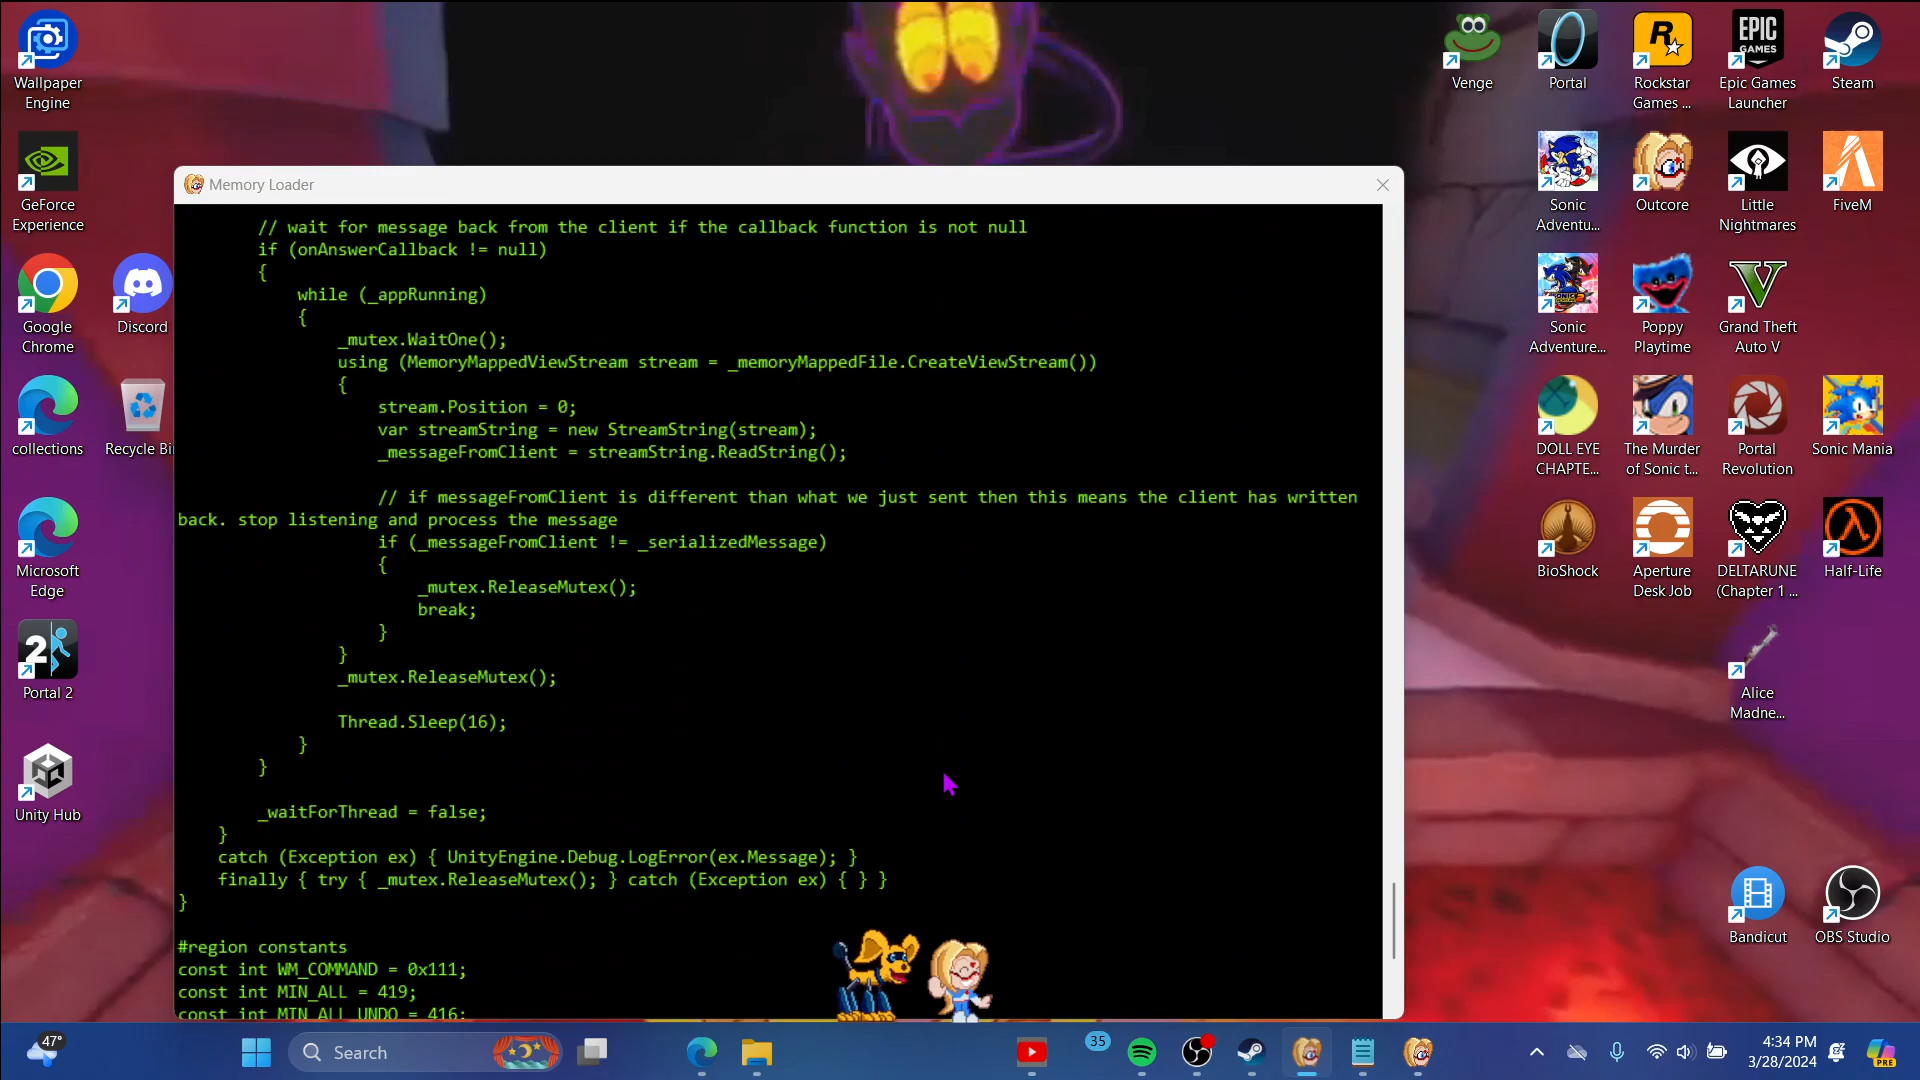 Wallpaper
Engine
GeForce
Experience
Google
Chrome
Discord
collections
Recycle Bi
Microsoft
Edge
2
Portal 2
Unity Hub
Memory Loader
// wait for message back from the client if the callback function is not null
if (onAnswerCallback != null)
{
while (_appRunning)
{
_mutex.WaitOne();
using (MemoryMappedViewStream stream = _memoryMappedFile.CreateViewStream())
{
stream.Position = 0;
var streamString = new StreamString(stream);
_messageFromClient = streamString.ReadString();
// if messageFromClient is different than what we just sent then this means the client has written
back. stop listening and process the message
if (_messageFromClient != _serializedMessage)
{
_mutex.ReleaseMutex();
break;
}
}
_mutex.ReleaseMutex();
Thread.Sleep(16);
}
}
_waitForThread = false;
}
catch (Exception ex) { UnityEngine.Debug.LogError(ex.Message); }
finally { try { _mutex.ReleaseMutex(); } catch (Exception ex) { } }
}
#region constants
const int WM_COMMAND = 0x111;
const int MIN_ALL = 419;
const int MIN_ALL_UNDO = 416;
Venge
Portal
R
Rockstar
Games ...
EPIC
GAMES
Epic Games
Launcher
Steam
Sonic
Adventu...
Outcore
Little
Nightmares
FiveM
Sonic
Adventure...
Poppy
Playtime
V
Grand Theft
Auto V
DOLL EYE
CHAPTE...
The Murder
of Sonic t...
Portal
Revolution
Sonic Mania
BioShock
Aperture
Desk Job
DELTARUNE
(Chapter 1 ...
Half-Life
Alice
Madne...
Bandicut
OBS Studio
47°
Search
35
4:34 PM
3/28/2024
PRE